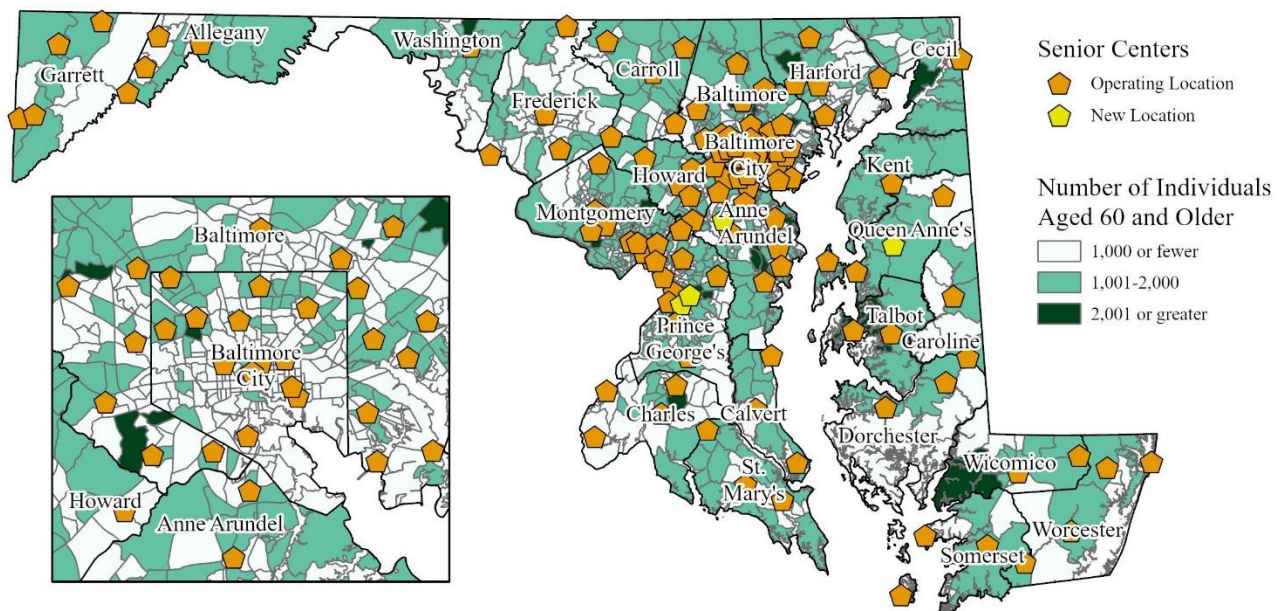 Garrett
Allegany
Washington
Frederick
Carroll
Baltimore
Harford
Cecil
Baltimore
City
Howard
Montgomery
Anne
Arundel
Kent
Queen Anne's
Prince
George's
Talbot
Caroline
Charles
Calvert
Dorchester
St.
Mary's
Wicomico
Worcester
Somerset
Baltimore
Baltimore
City
Howard
Anne Arundel
Senior Centers
Operating Location
New Location
Number of Individuals
Aged 60 and Older
1,000 or fewer
1,001-2,000
2,001 or greater